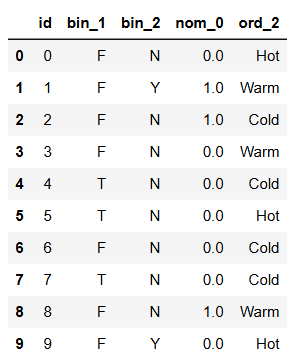 id bin_1 bin_2 nom_0 ord_2
0 0 F N 0.0 Hot
1 1 F Y 1.0 Warm
2 2 F N 1.0 Cold
3 3 F N 0.0 Warm
4 4 T N 0.0 Cold
5 5 T N 0.0 Hot
6 6 F N 0.0 Cold
7 7 T N 0.0 Cold
8 8 F N 1.0 Warm
9 9 F Y 0.0 Hot